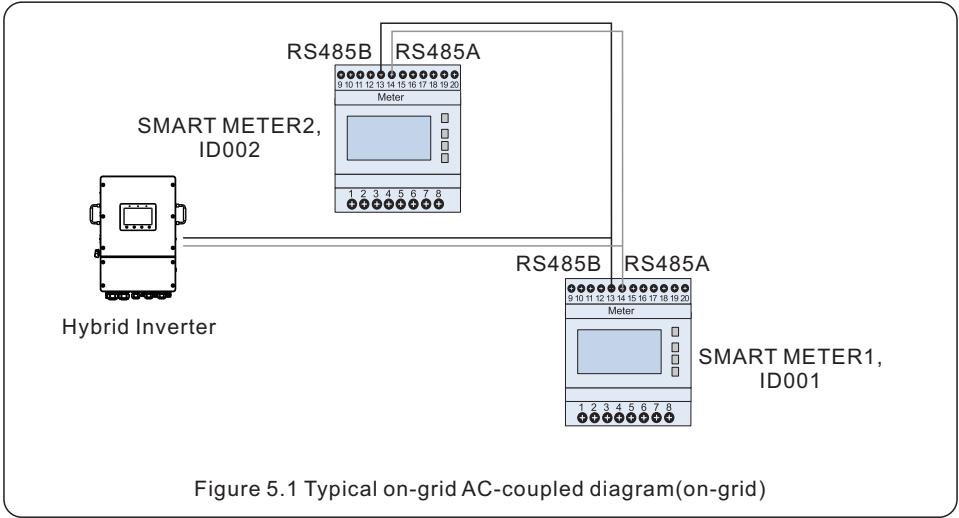 RS485B RS485A
9 10 11 12 13 14 15 16 17 18 19 20
Meter
SMART METER2,
ID002
1 2 3 4 5 6 7 8
RS485B RS485A
9 10 11 12 13 14 15 16 17 18 19 20
Meter
Hybrid Inverter
SMART METER1,
ID001
1 2 3 4 5 6 7 8
Figure 5.1 Typical on-grid AC-coupled diagram(on-grid)